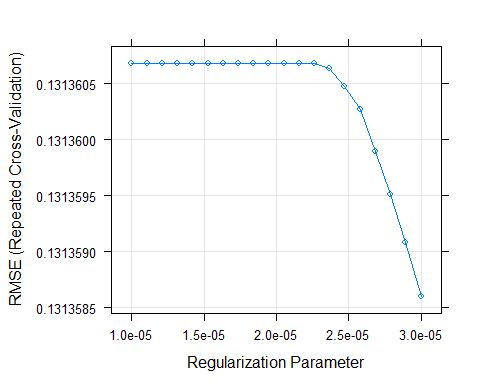 RMSE (Repeated Cross-Validation)
0.1313605
0.1313600
0.1313595
0.1313590
0.1313585
1.0e-05 1.5e-05 2.0e-05 2.5e-05 3.0e-05
Regularization Parameter